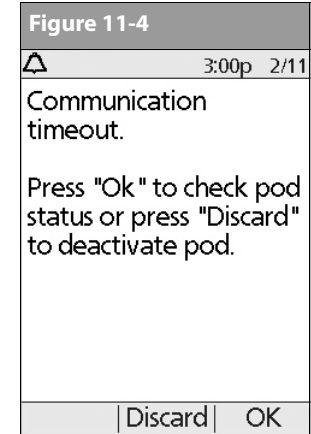 Figure 11-4
3:00p 2/11
Communication
timeout.
Press "Ok" to check pod
status or press "Discard"
to deactivate pod.
Discard OK